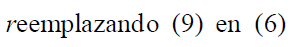 reemplazando (9) en (6)